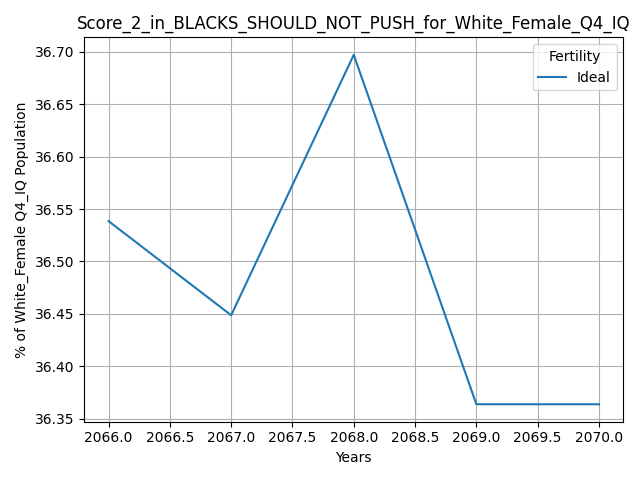 Score_2_in_BLACKS_SHOULD_NOT_PUSH_for_White_Female_Q4_IQ
Fertility
Ideal
% of White_Female Q4_IQ Population
36.70
36.65
36.60
36.55
36.50
36.45
36.40
36.35
2066.0 2066.5 2067.0 2067.5 2068.0 2068.5 2069.0 2069.5 2070.0
Years